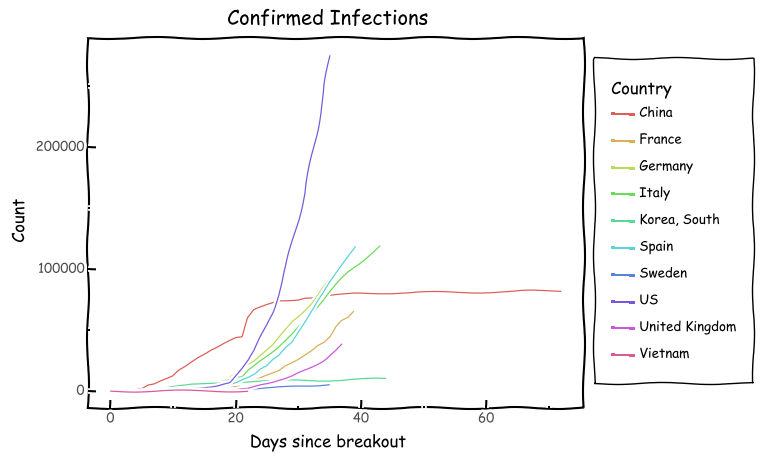 Confirmed Infections
Count
200000
100000
0
0 20 40 60
Days since breakout
Country
China
France
Germany
Italy
Korea, South
Spain
Sweden
US
United Kingdom
Vietnam